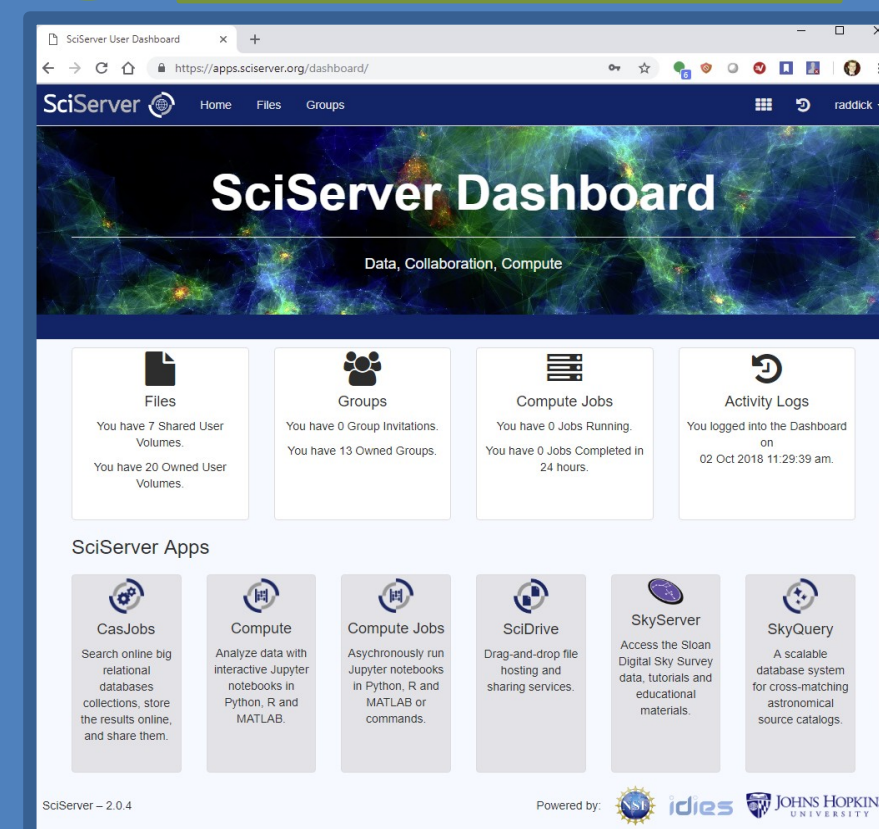 SciServer User Dashboard
https://apps.sciserver.org/dashboard/
6
SciServer Home Files Groups raddick
SciServer Dashboard
Data, Collaboration, Compute
Files
You have 7 Shared User
Volumes.
You have 20 Owned User
Volumes.
Groups
You have 0 Group Invitations.
You have 13 Owned Groups.
Compute Jobs
You have 0 Jobs Running.
You have 0 Jobs Completed in
24 hours.
Activity Logs
You logged into the Dashboard
on
02 Oct 2018 11:29:39 am.
SciServer Apps
CasJobs
Search online big
relational
databases
collections, store
the results online,
and share them.
Compute
Analyze data with
interactive Jupyter
notebooks in
Python, R and
MATLAB.
Compute Jobs
Asychronously run
Jupyter notebooks
in Python, R and
MATLAB or
commands.
SciDrive
Drag-and-drop file
hosting and
sharing services.
SkyServer
Access the Sloan
Digital Sky Survey
data, tutorials and
educational
materials.
SkyQuery
A scalable
database system
for cross-matching
astronomical
source catalogs.
SciServer – 2.0.4
Powered by:
NSF
idies
JOHNS HOPKIN
UNIVERSITY